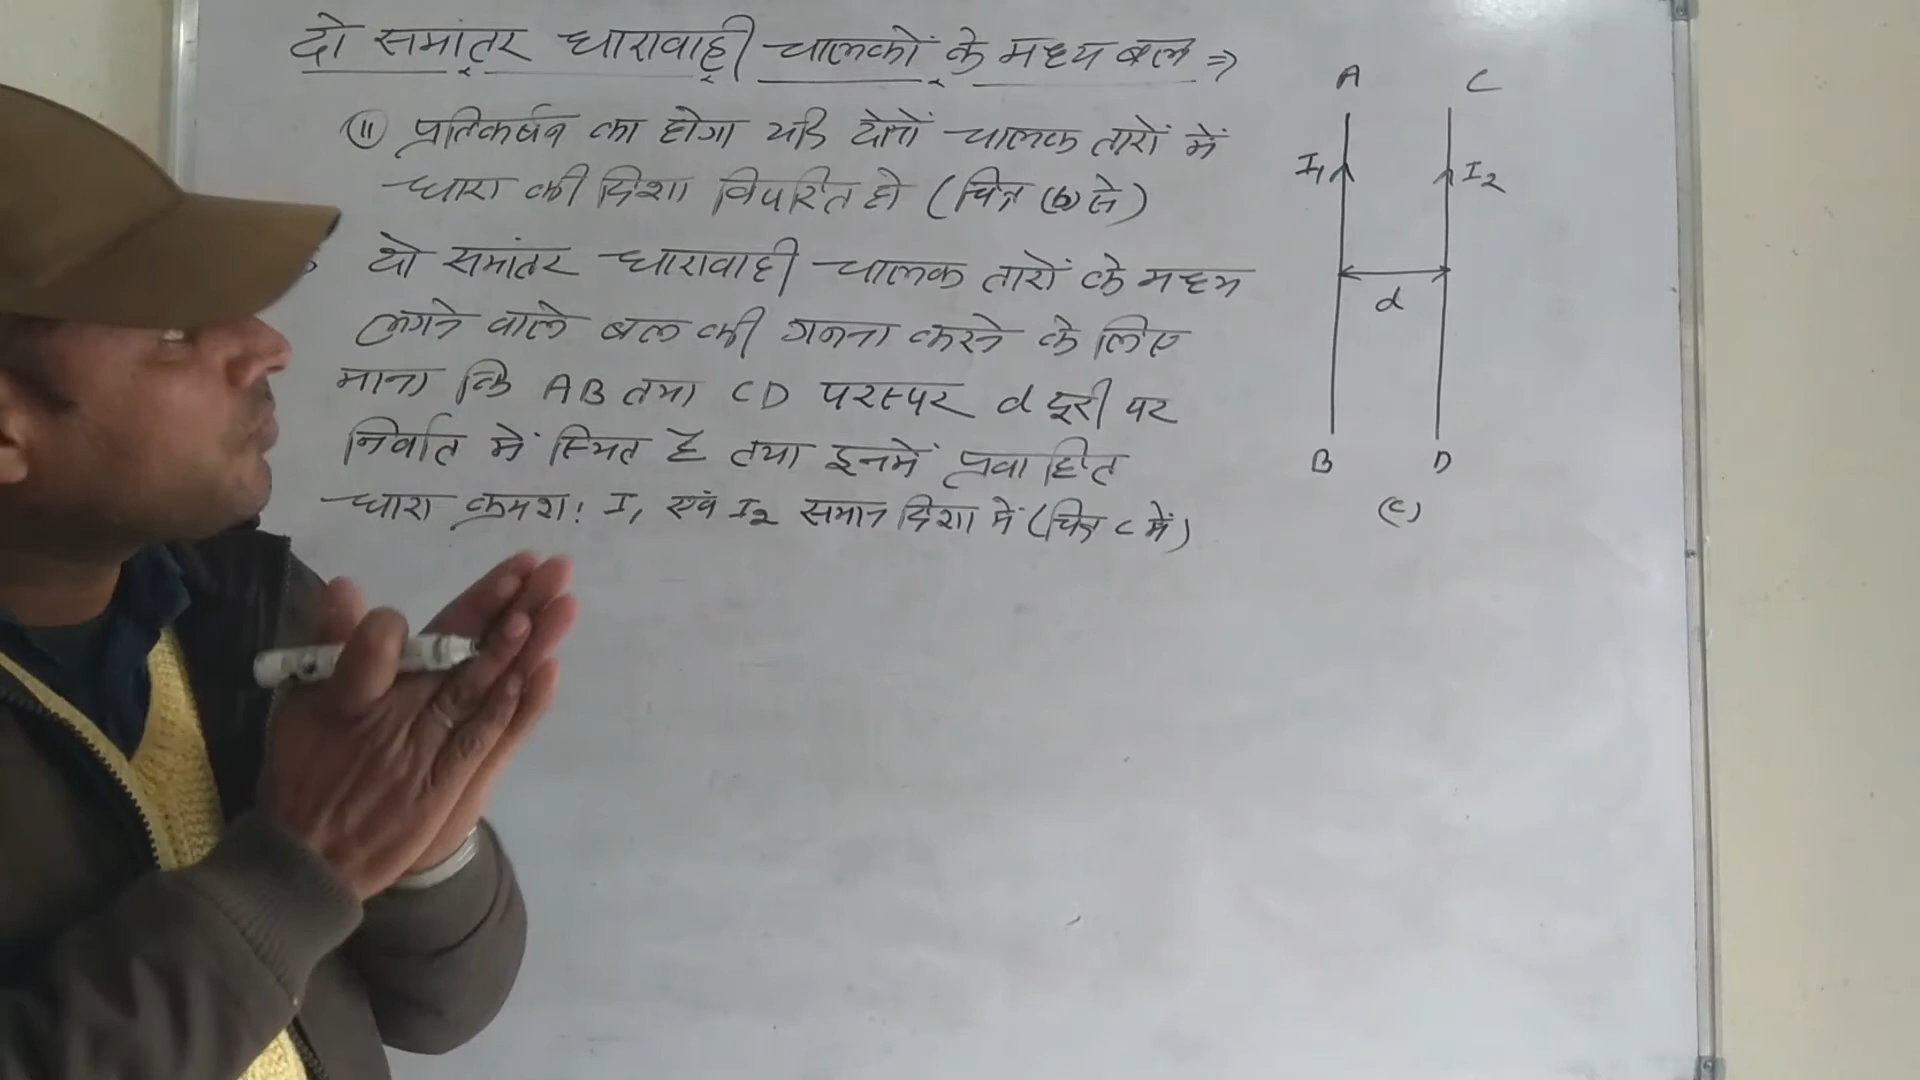 दो समांतर धारावाही चालकों के मध्य बल ⇒
(ii) प्रतिकर्षण का होगा यदि दोनों चालक तारों में
धारा की दिशा विपरित हो (चित्र (b) से)
दो समांतर धारावाही चालक तारों के मध्य
लगने वाले बल की गनना करने के लिए
माना कि AB तथा CD परस्पर d दूरी पर
निर्वात में स्थित है तथा इनमें प्रवाहित
धारा क्रमश: I₁ एवं I₂ समान दिशा में (चित्र c में)
A C
I₁ I₂
d
B D
(c)